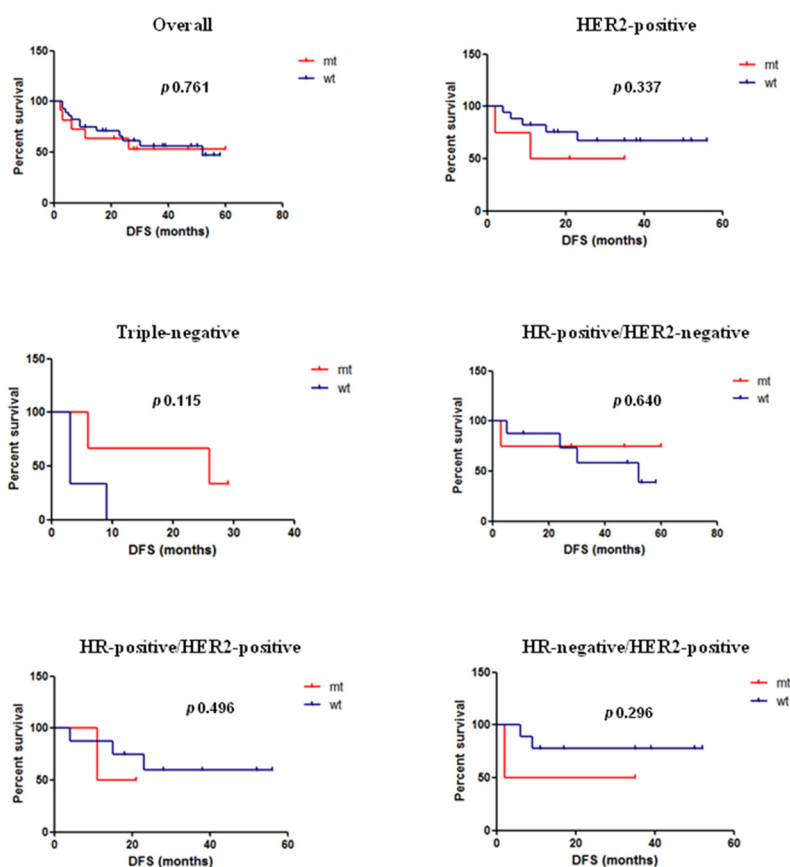 Overall
mt
wt
p 0.761
Percent survival
150
100
50
0
0 20 40 60 80
DFS (months)
HER2-positive
mt
wt
p 0.337
Percent survival
150
100
50
0
0 20 40 60
DFS (months)
Triple-negative
mt
wt
p 0.115
Percent survival
150
100
50
0
0 10 20 30 40
DFS (months)
HR-positive/HER2-negative
mt
wt
p 0.640
Percent survival
150
100
50
0
0 20 40 60 80
DFS (months)
HR-positive/HER2-positive
mt
wt
p 0.496
Percent survival
150
100
50
0
0 20 40 60
DFS (months)
HR-negative/HER2-positive
mt
wt
p 0.296
Percent survival
150
100
50
0
0 20 40 60
DFS (months)